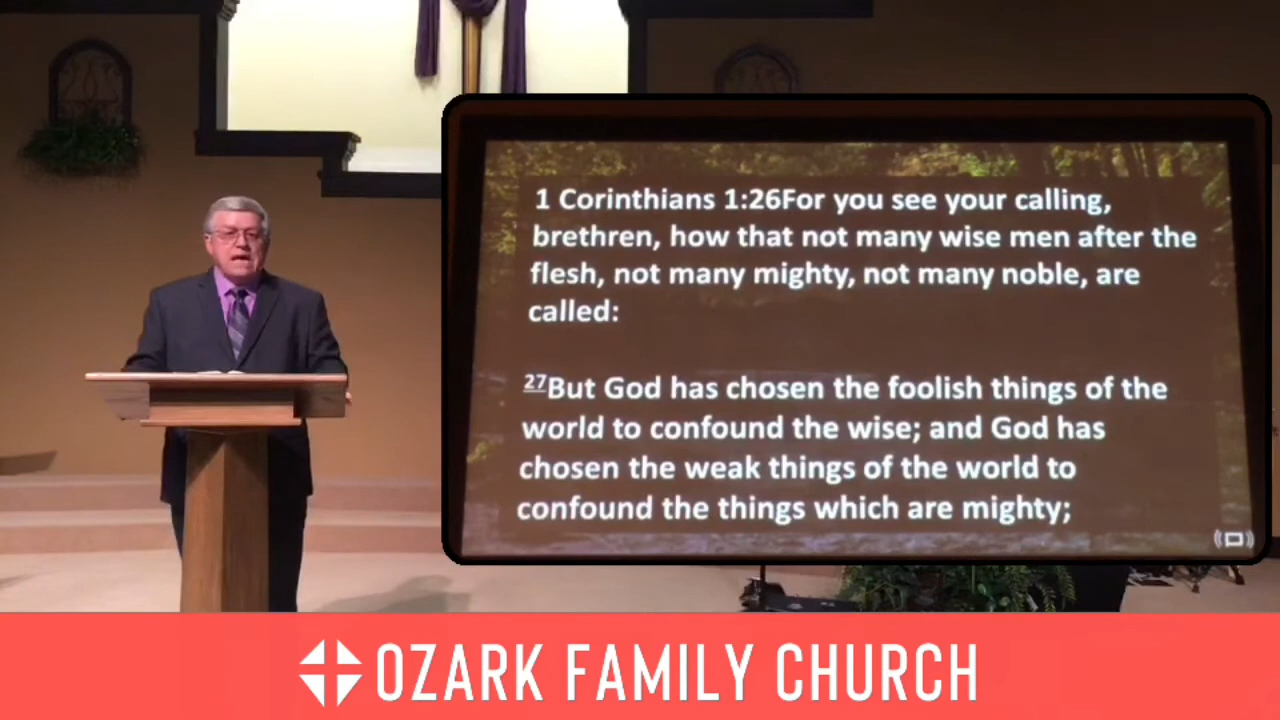 1 Corinthians 1:26For you see your calling,
brethren, how that not many wise men after the
flesh, not many mighty, not many noble, are
called:
27But God has chosen the foolish things of the
world to confound the wise; and God has
chosen the weak things of the world to
confound the things which are mighty;
OZARK FAMILY CHURCH